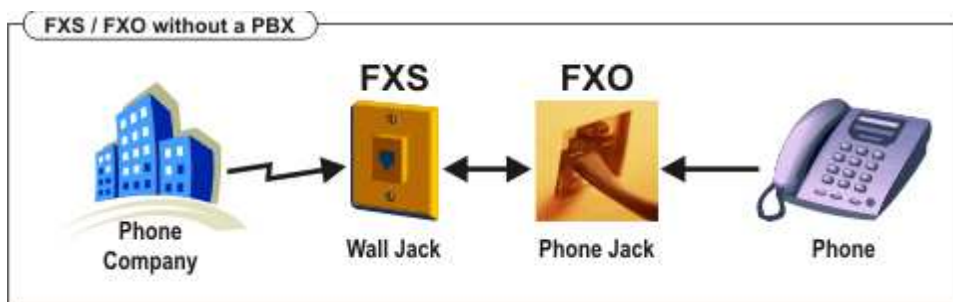 FXS / FXO without a PBX
FXS
FXO
Phone
Company
Wall Jack
Phone Jack
Phone